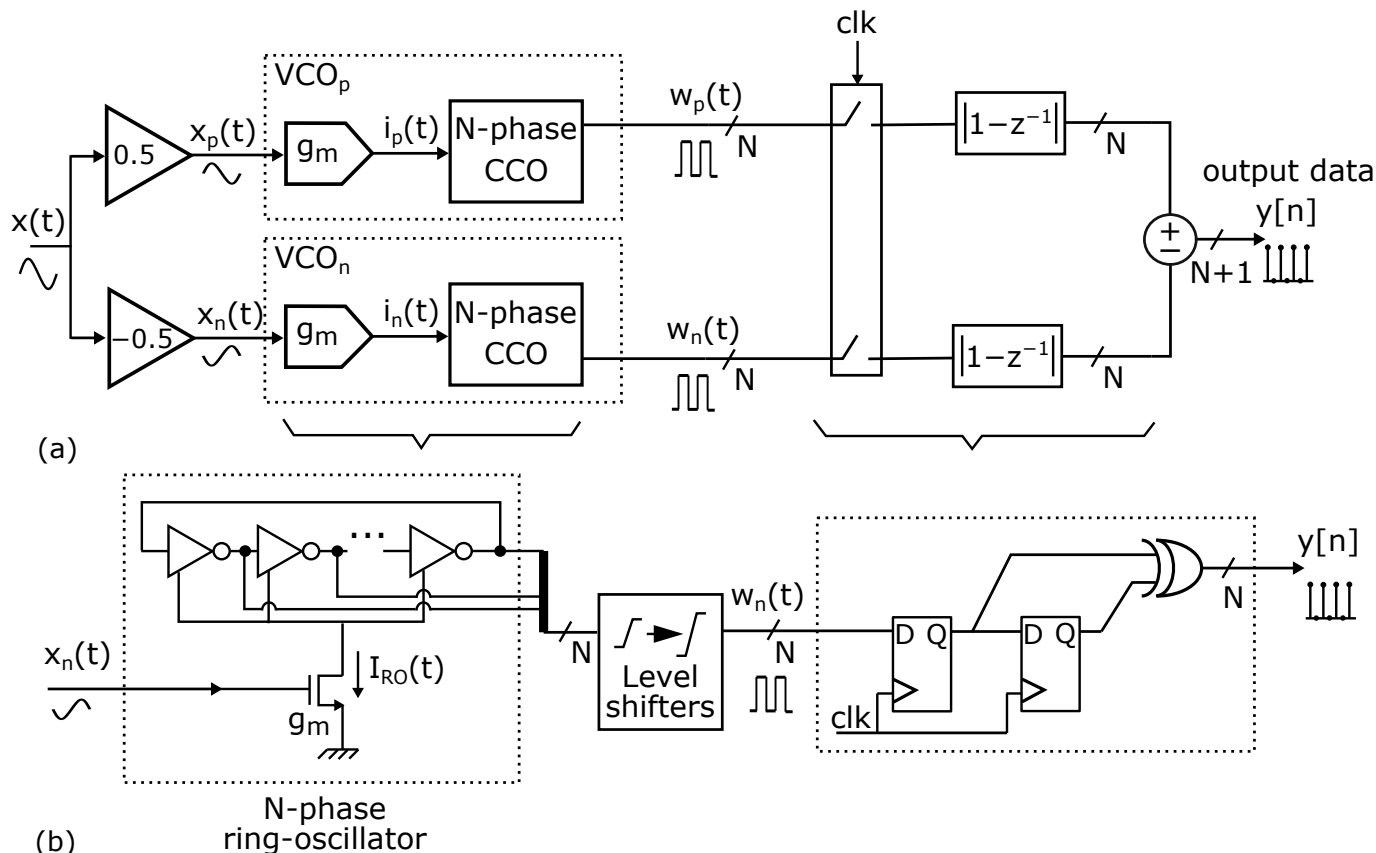 clk
VCOp
xp(t)
ip(t)
wp(t)
0.5
gm
N-phase
CCO
N
|1−z⁻¹|
N
output data
x(t)
y[n]
+
−
N+1
VCOn
xn(t)
in(t)
wn(t)
−0.5
gm
N-phase
CCO
N
|1−z⁻¹|
N
(a)
...
y[n]
N
xn(t)
IRO(t)
gm
N
Level
shifters
wn(t)
N
D Q
D Q
clk
N-phase
ring-oscillator
(b)